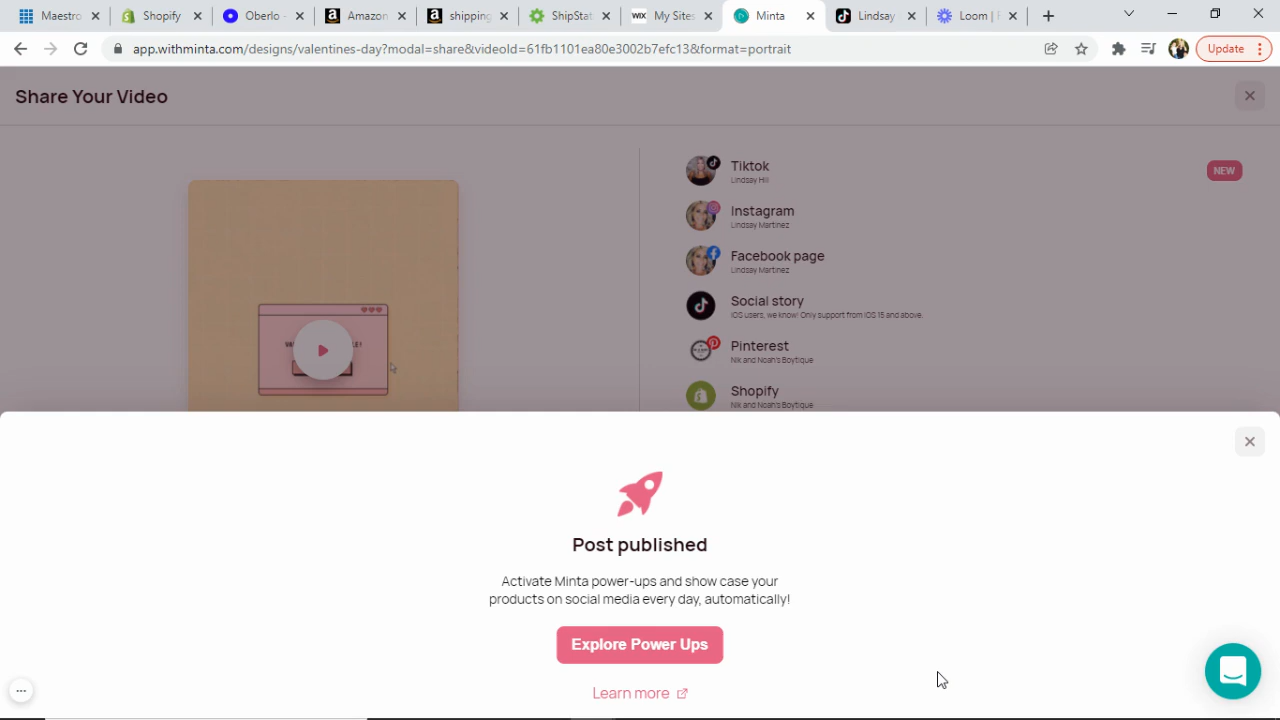 Maestro
Shopify
Oberlo -
Amazon
shipping
ShipSta
WIX
My Sites
Minta
Lindsay
Loom | F
app.withminta.com/designs/valentines-day?modal=share&videoId=61fb1101ea80e3002b7efc13&format=portrait
Update
Share Your Video
Tiktok
Lindsay Hill
NEW
Instagram
Lindsay Martinez
Facebook page
Lindsay Martinez
Social story
IOS users, we know! Only support from IOS 15 and above.
Pinterest
Nik and Noah's Boytique
Shopify
Nik and Noah's Boytique
Post published
Activate Minta power-ups and show case your
products on social media every day, automatically!
Explore Power Ups
Learn more